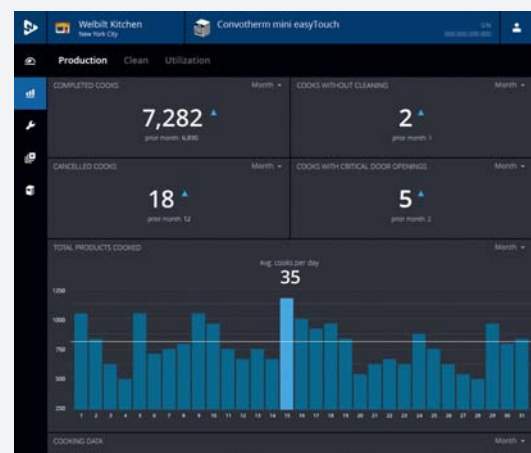 Welbilt Kitchen
New York City
Convotherm mini easyTouch
S/N
Production Clean Utilization
COMPLETED COOKS Month
7,282
prior month: 6,890
COOKS WITHOUT CLEANING Month
2
prior month: 1
CANCELLED COOKS Month
18
prior month: 12
COOKS WITH CRITICAL DOOR OPENINGS Month
5
prior month: 2
TOTAL PRODUCTS COOKED Month
Avg. cooks per day
35
1250
1000
750
500
250
1 2 3 4 5 6 7 8 9 10 11 12 13 14 15 16 17 18 19 20 21 22 23 24 25 26 27 28 29 30 31
COOKING DATA Month